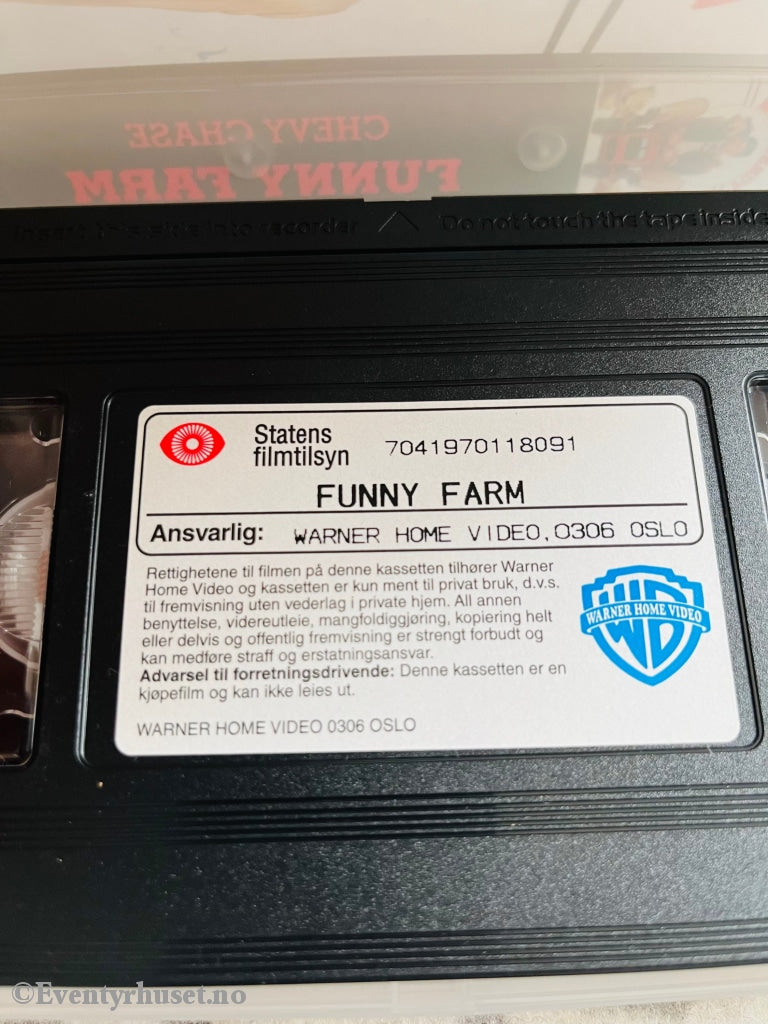 CHEVY CHASE
FUNNY FARM
Insert this side into recorder Do not touch the tape inside
Statens
filmtilsyn 7041970118091
FUNNY FARM
Ansvarlig: WARNER HOME VIDEO, 0306 OSLO
Rettighetene til filmen på denne kassetten tilhører Warner
Home Video og kassetten er kun ment til privat bruk, d.v.s.
til fremvisning uten vederlag i private hjem. All annen
benyttelse, videreutleie, mangfoldiggjøring, kopiering helt
eller delvis og offentlig fremvisning er strengt forbudt og
kan medføre straff og erstatningsansvar.
Advarsel til forretningsdrivende: Denne kassetten er en
kjøpefilm og kan ikke leies ut.
WARNER HOME VIDEO
WB
WARNER HOME VIDEO 0306 OSLO
©Eventyrhuset.no